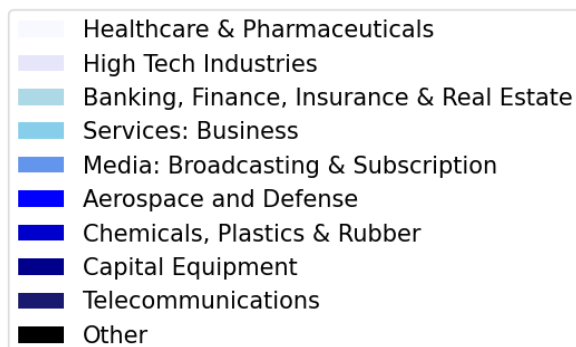 Healthcare & Pharmaceuticals
High Tech Industries
Banking, Finance, Insurance & Real Estate
Services: Business
Media: Broadcasting & Subscription
Aerospace and Defense
Chemicals, Plastics & Rubber
Capital Equipment
Telecommunications
Other